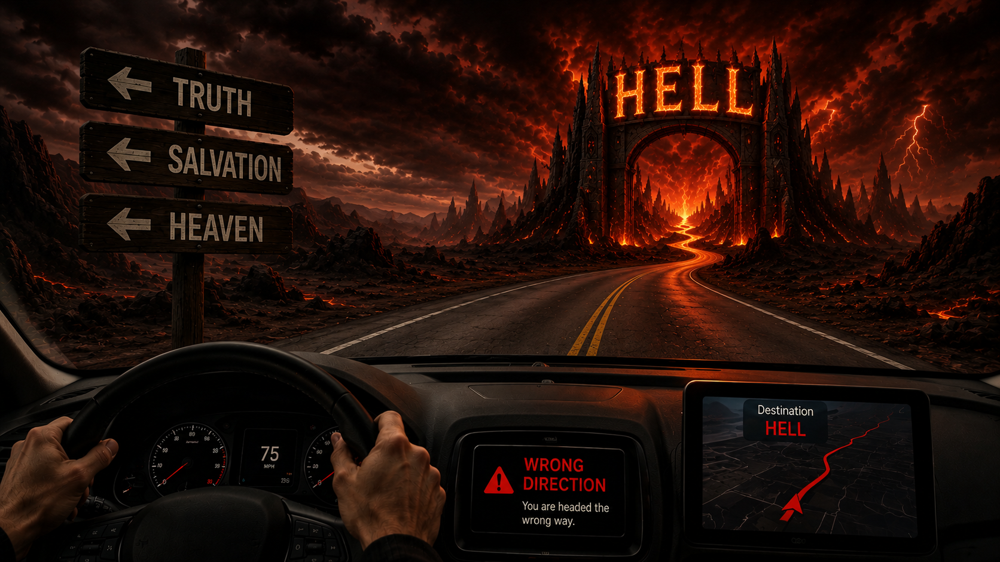 TRUTH
SALVATION
HEAVEN
HELL
75
MPH
WRONG
DIRECTION
You are headed the
wrong way.
Destination
HELL